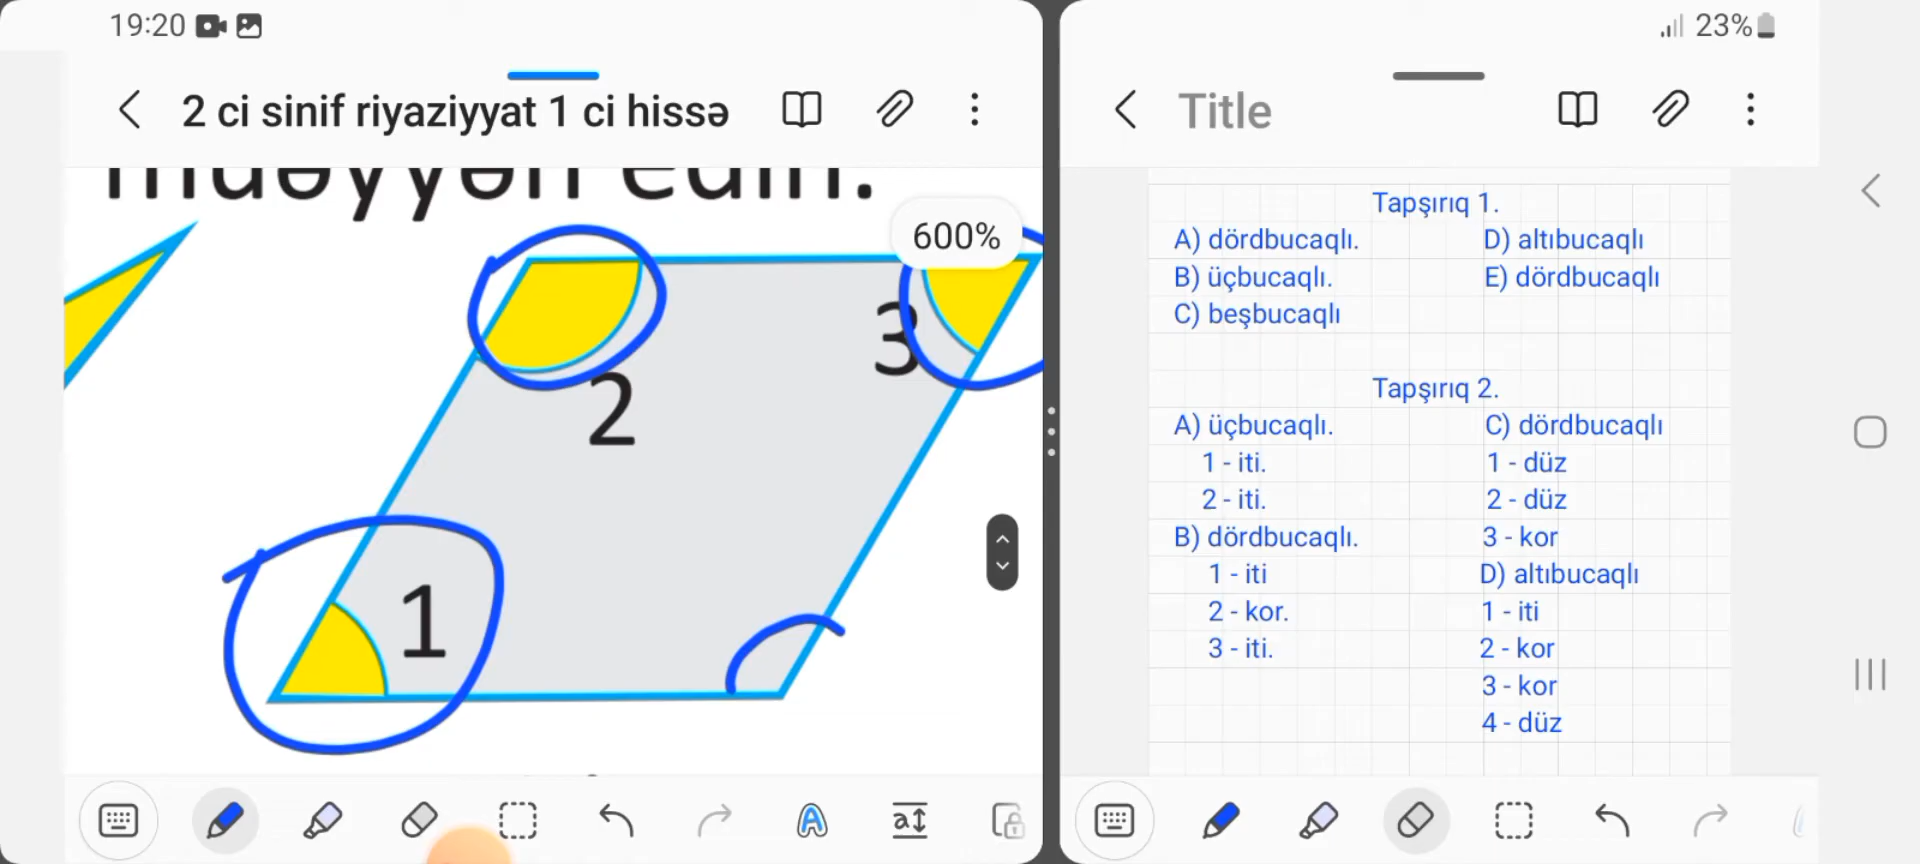 19:20
23%
2 ci sinif riyaziyyat 1 ci hissə
müəyyən edin.
600%
2
3
1
Title
Tapşırıq 1.
A) dördbucaqlı.
D) altıbucaqlı
B) üçbucaqlı.
E) dördbucaqlı
C) beşbucaqlı
Tapşırıq 2.
A) üçbucaqlı.
C) dördbucaqlı
1 - iti.
1 - düz
2 - iti.
2 - düz
B) dördbucaqlı.
3 - kor
1 - iti
D) altıbucaqlı
2 - kor.
1 - iti
3 - iti.
2 - kor
3 - kor
4 - düz